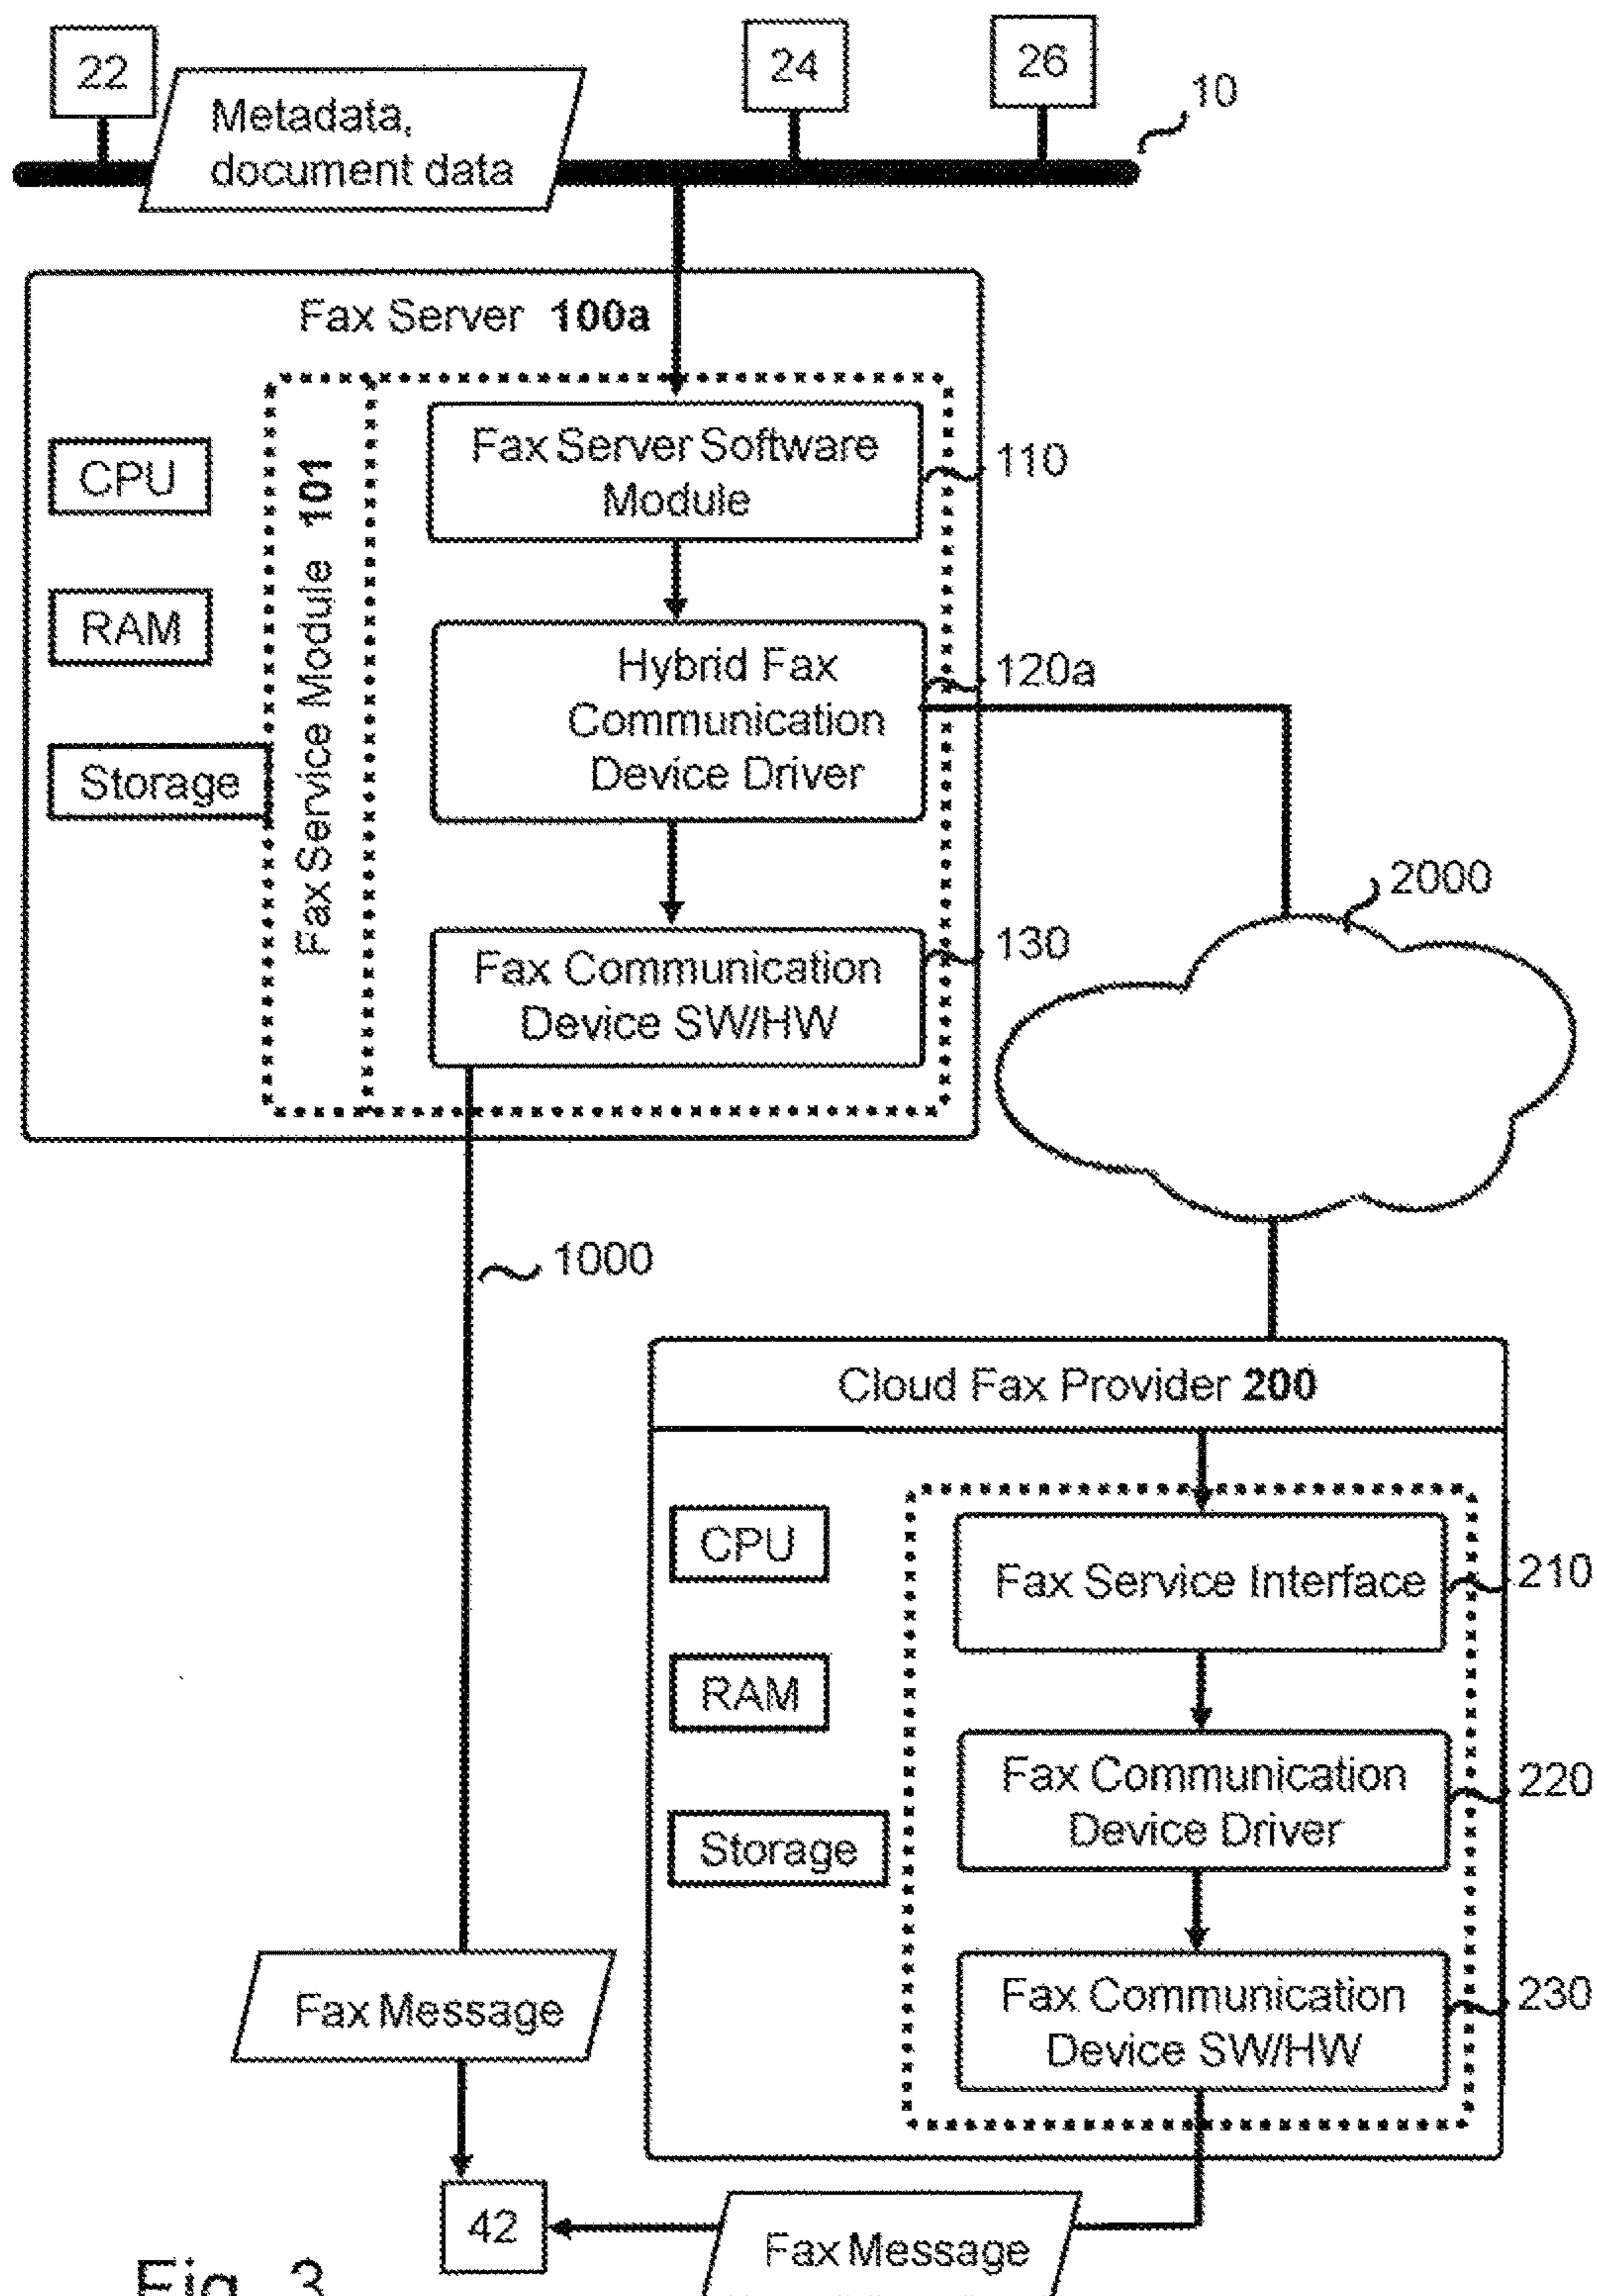 22
24
26
10
Metadata,
document data
Fax Server 100a
Fax Service Module 101
CPU
RAM
Storage
Fax Server Software
Module
110
Hybrid Fax
Communication
Device Driver
120a
Fax Communication
Device SW/HW
130
2000
1000
Cloud Fax Provider 200
CPU
RAM
Storage
Fax Service Interface
210
Fax Communication
Device Driver
220
Fax Communication
Device SW/HW
230
Fax Message
42
Fax Message
Fig. 3